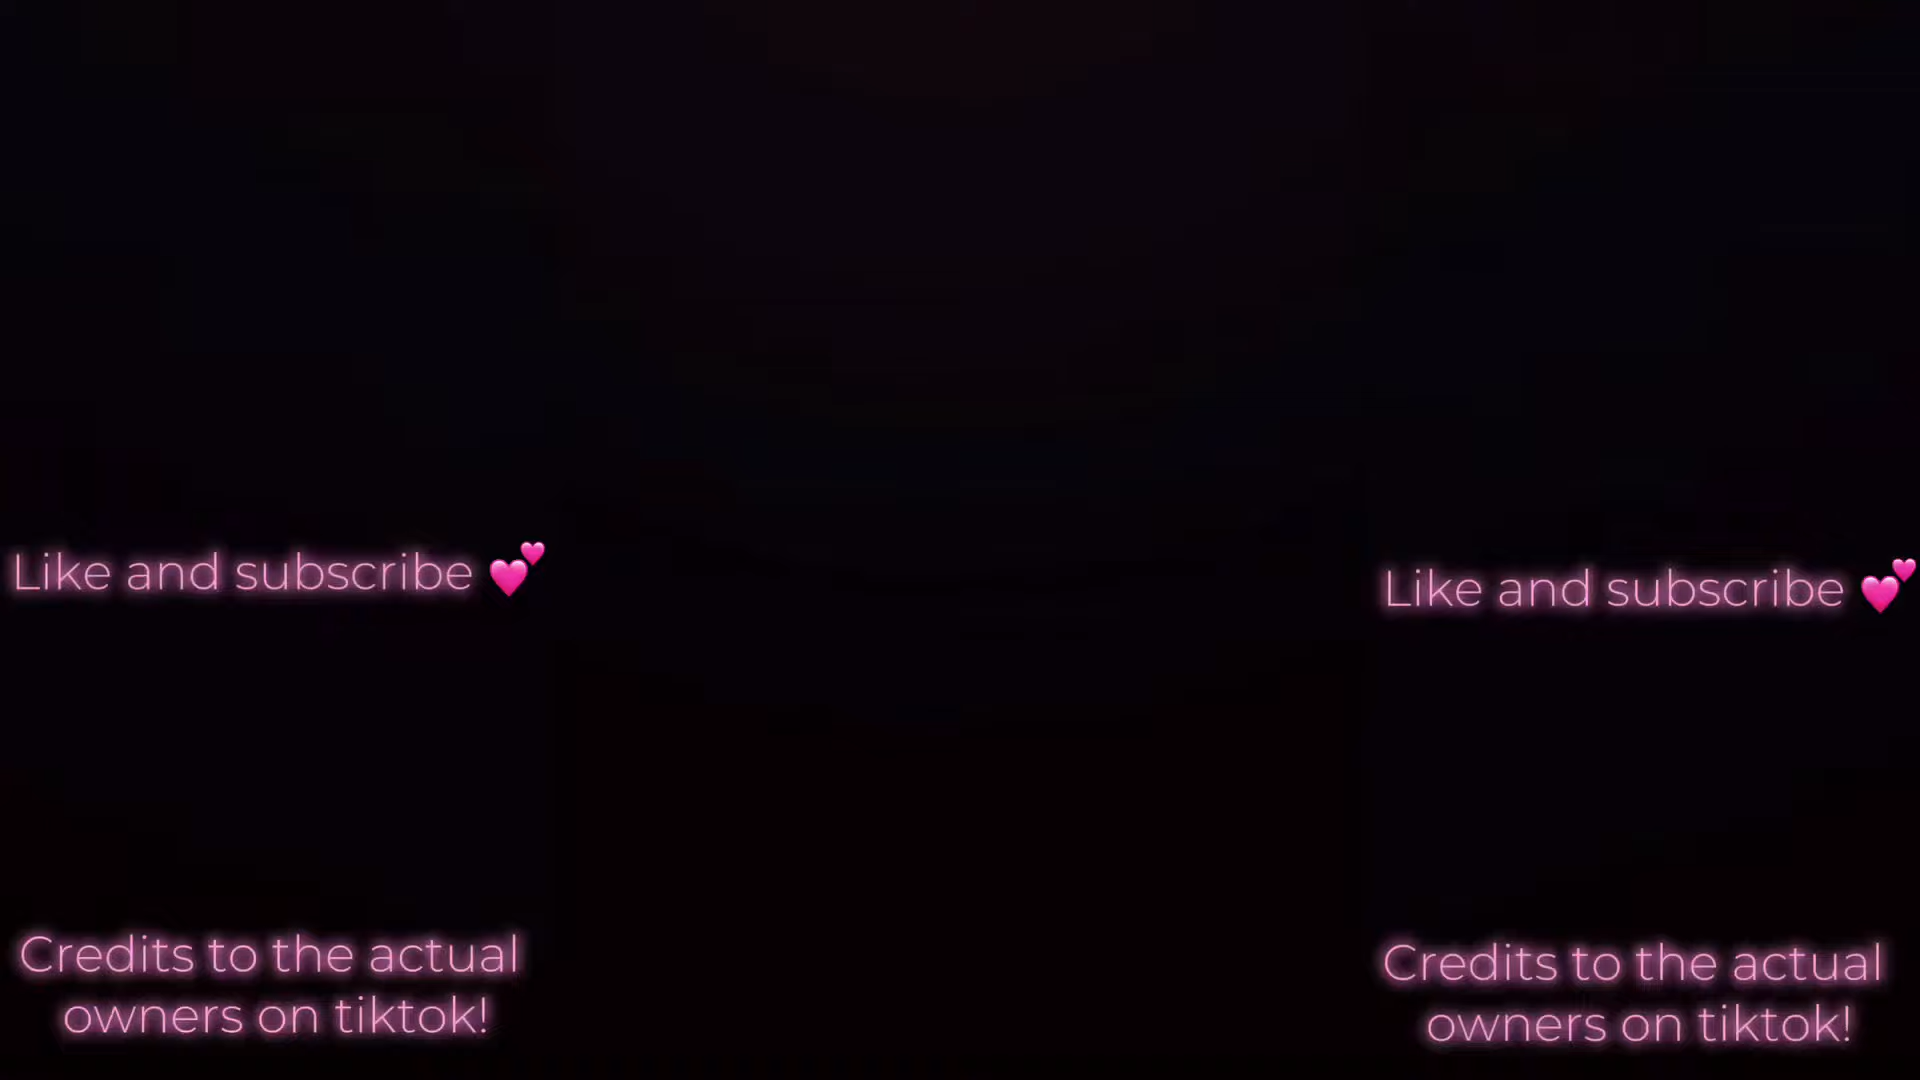 Like and subscribe 💕
Like and subscribe 💕
Credits to the actual
owners on tiktok!
Credits to the actual
owners on tiktok!